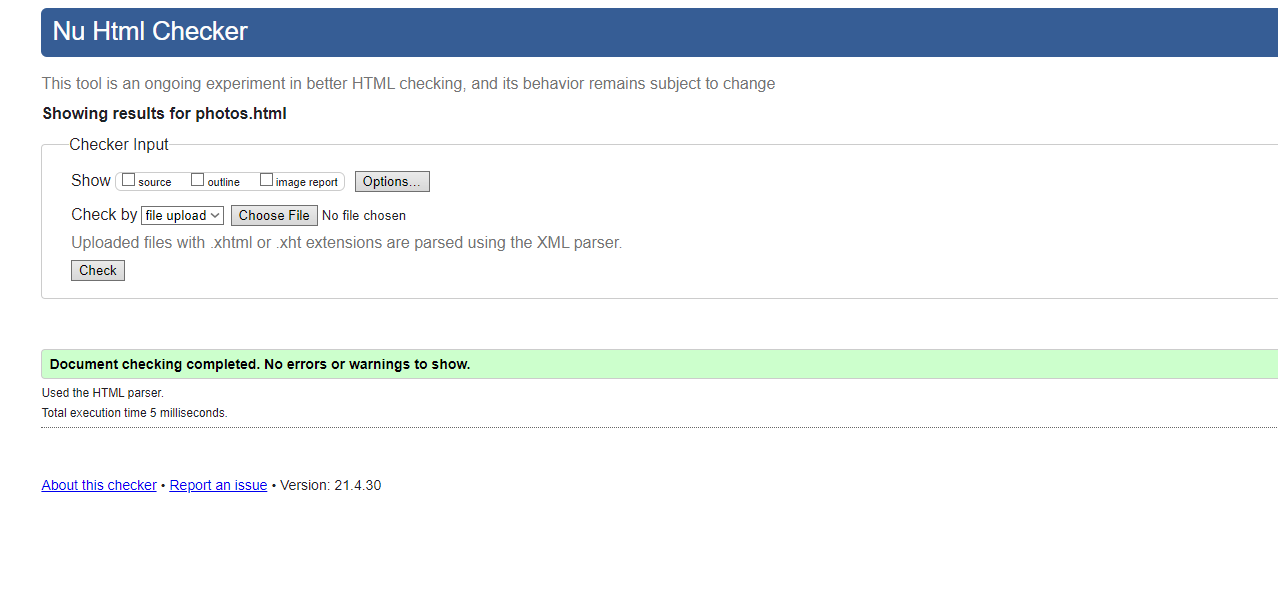 Nu Html Checker
This tool is an ongoing experiment in better HTML checking, and its behavior remains subject to change
Showing results for photos.html
Checker Input
Show source outline image report Options...
Check by file upload Choose File No file chosen
Uploaded files with .xhtml or .xht extensions are parsed using the XML parser.
Check
Document checking completed. No errors or warnings to show.
Used the HTML parser.
Total execution time 5 milliseconds.
About this checker • Report an issue • Version: 21.4.30